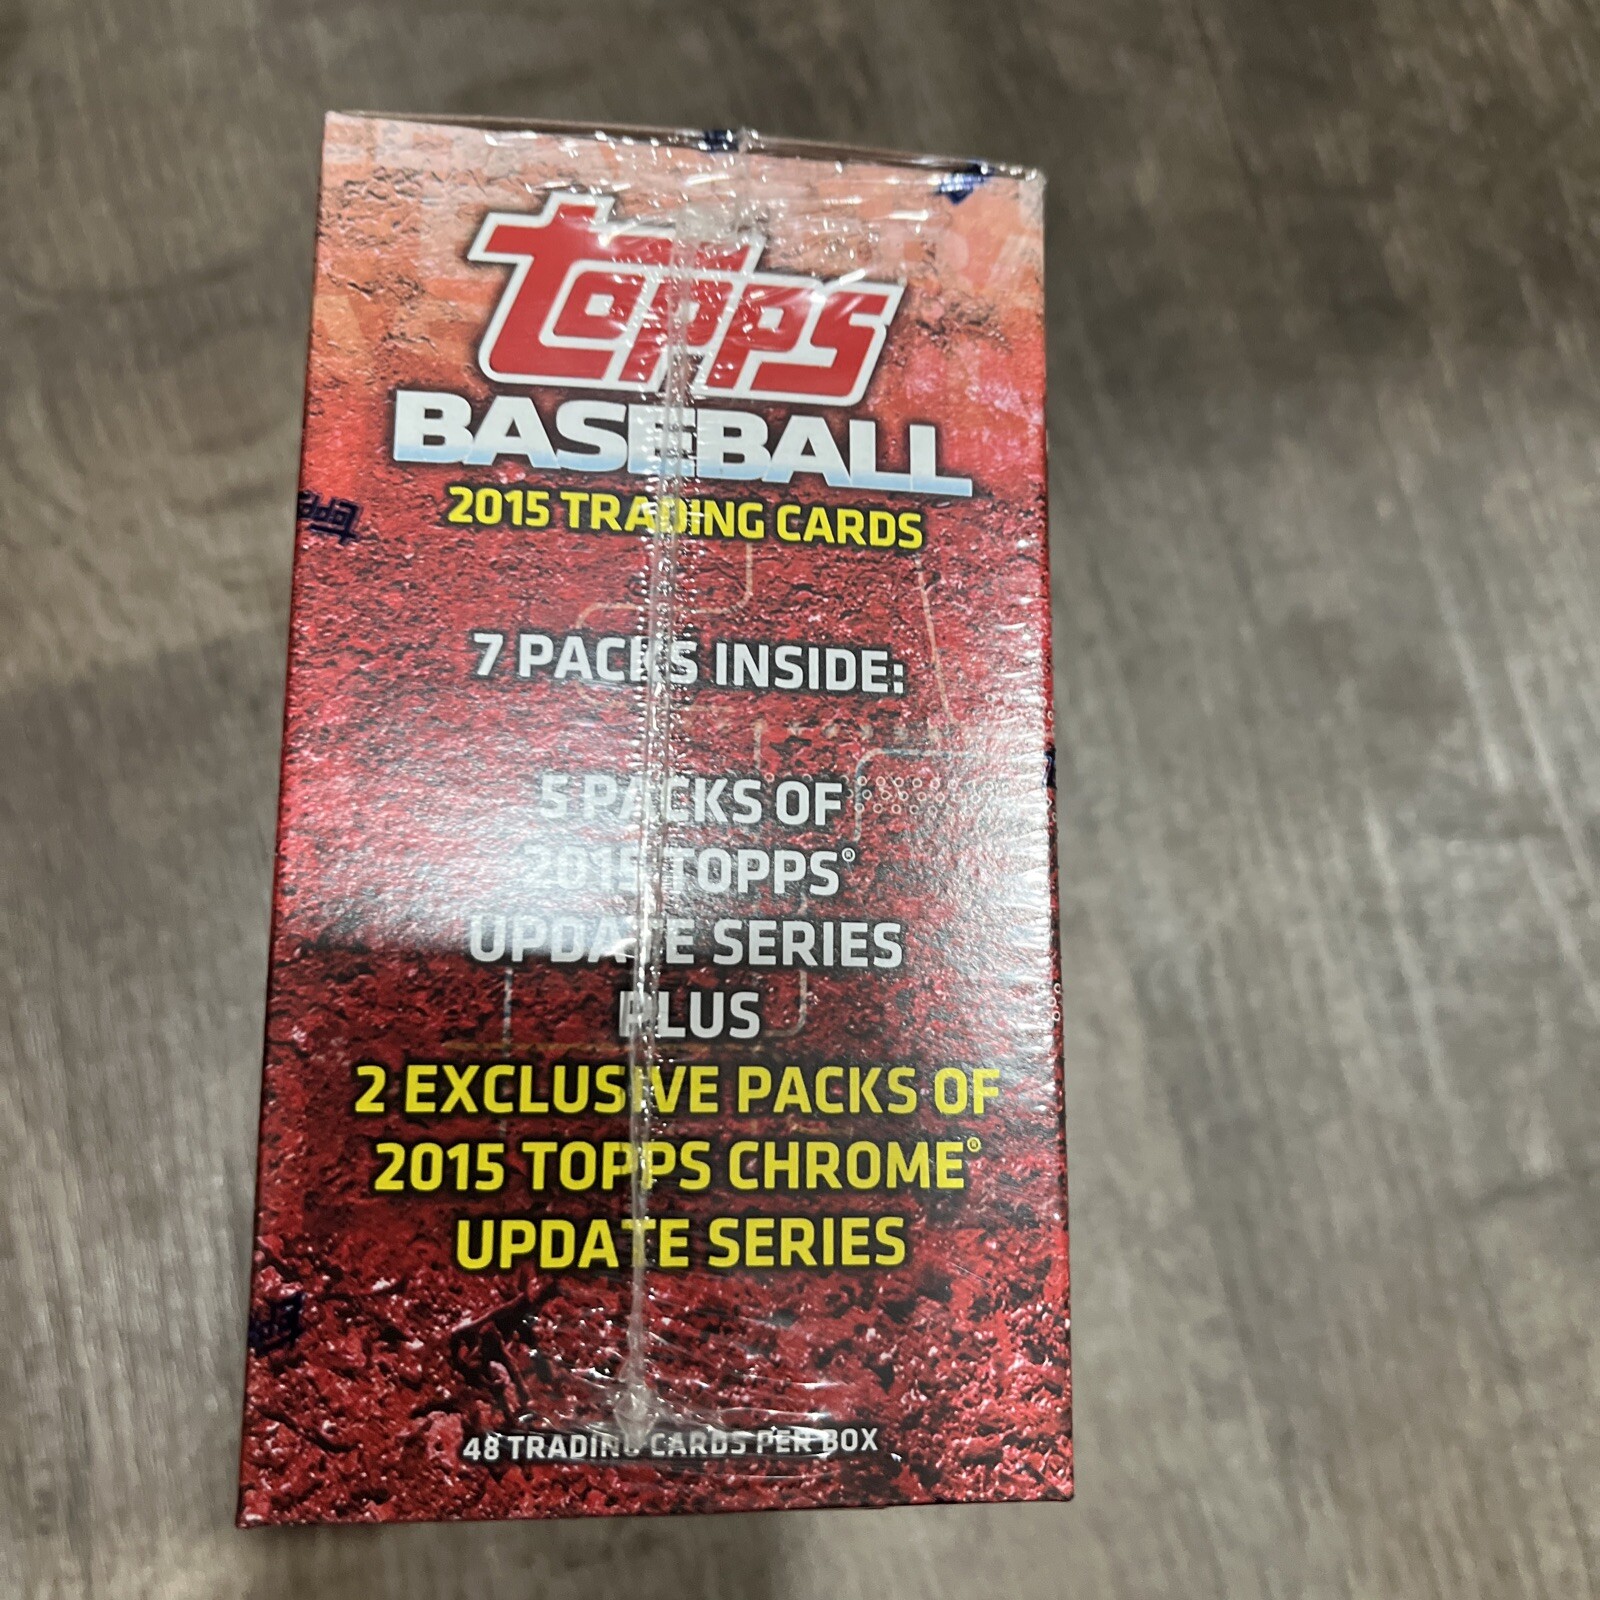 topps
BASEBALL
2015 TRADING CARDS
topps
7 PACKS INSIDE:
5 PACKS OF
2015 TOPPS®
UPDATE SERIES
PLUS
2 EXCLUSIVE PACKS OF
2015 TOPPS CHROME®
UPDATE SERIES
48 TRADING CARDS PER BOX